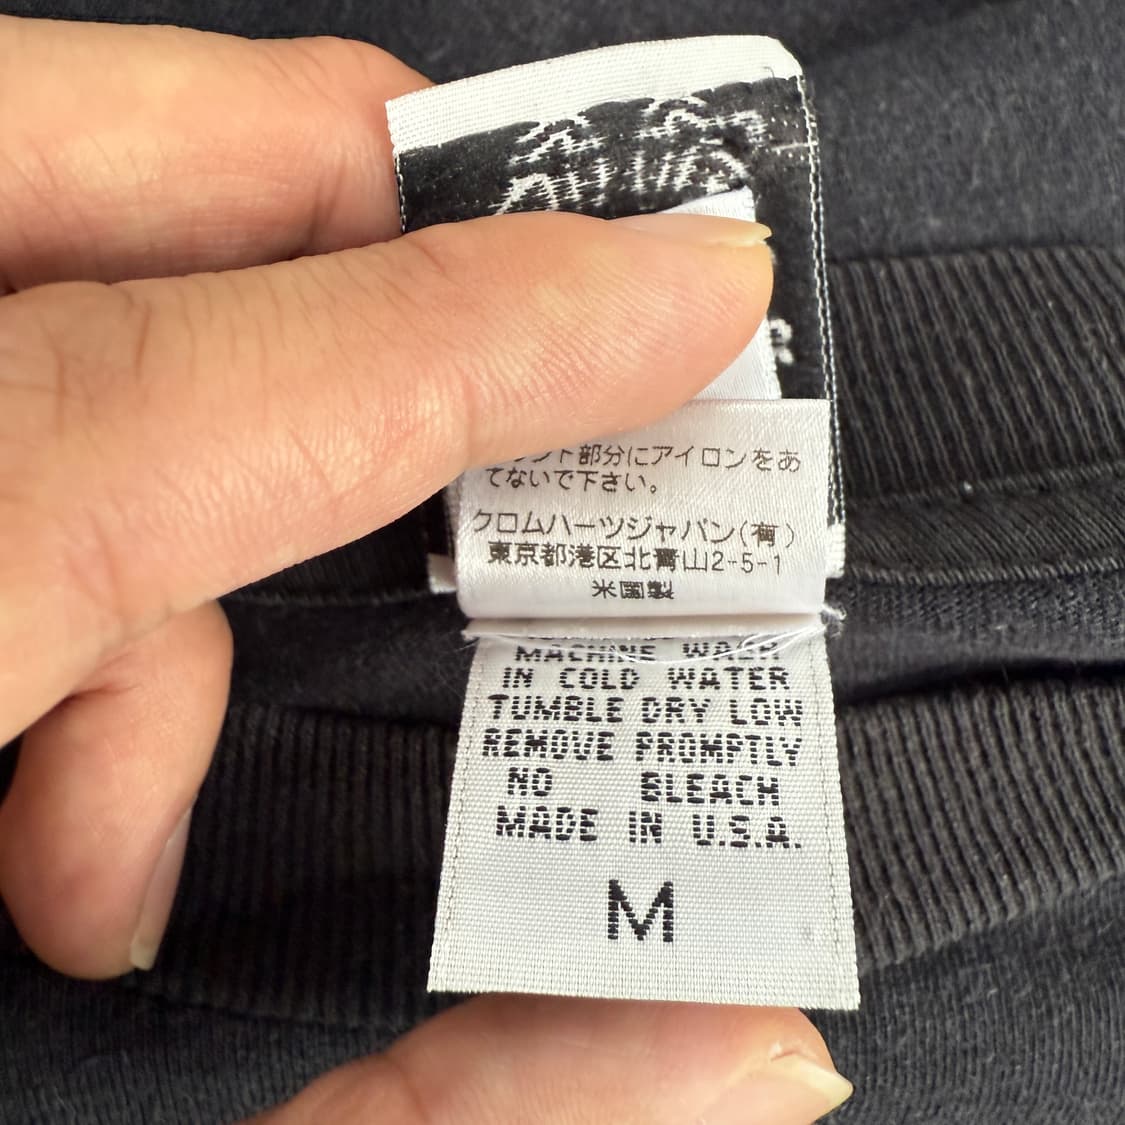 ント部分にアイロンをあ
てないで下さい。
クロムハーツジャパン(有)
東京都港区北青山2-5-1
米国製
MACHINE WASH
IN COLD WATER
TUMBLE DRY LOW
REMOVE PROMPTLY
NO BLEACH
MADE IN U.S.A.
M